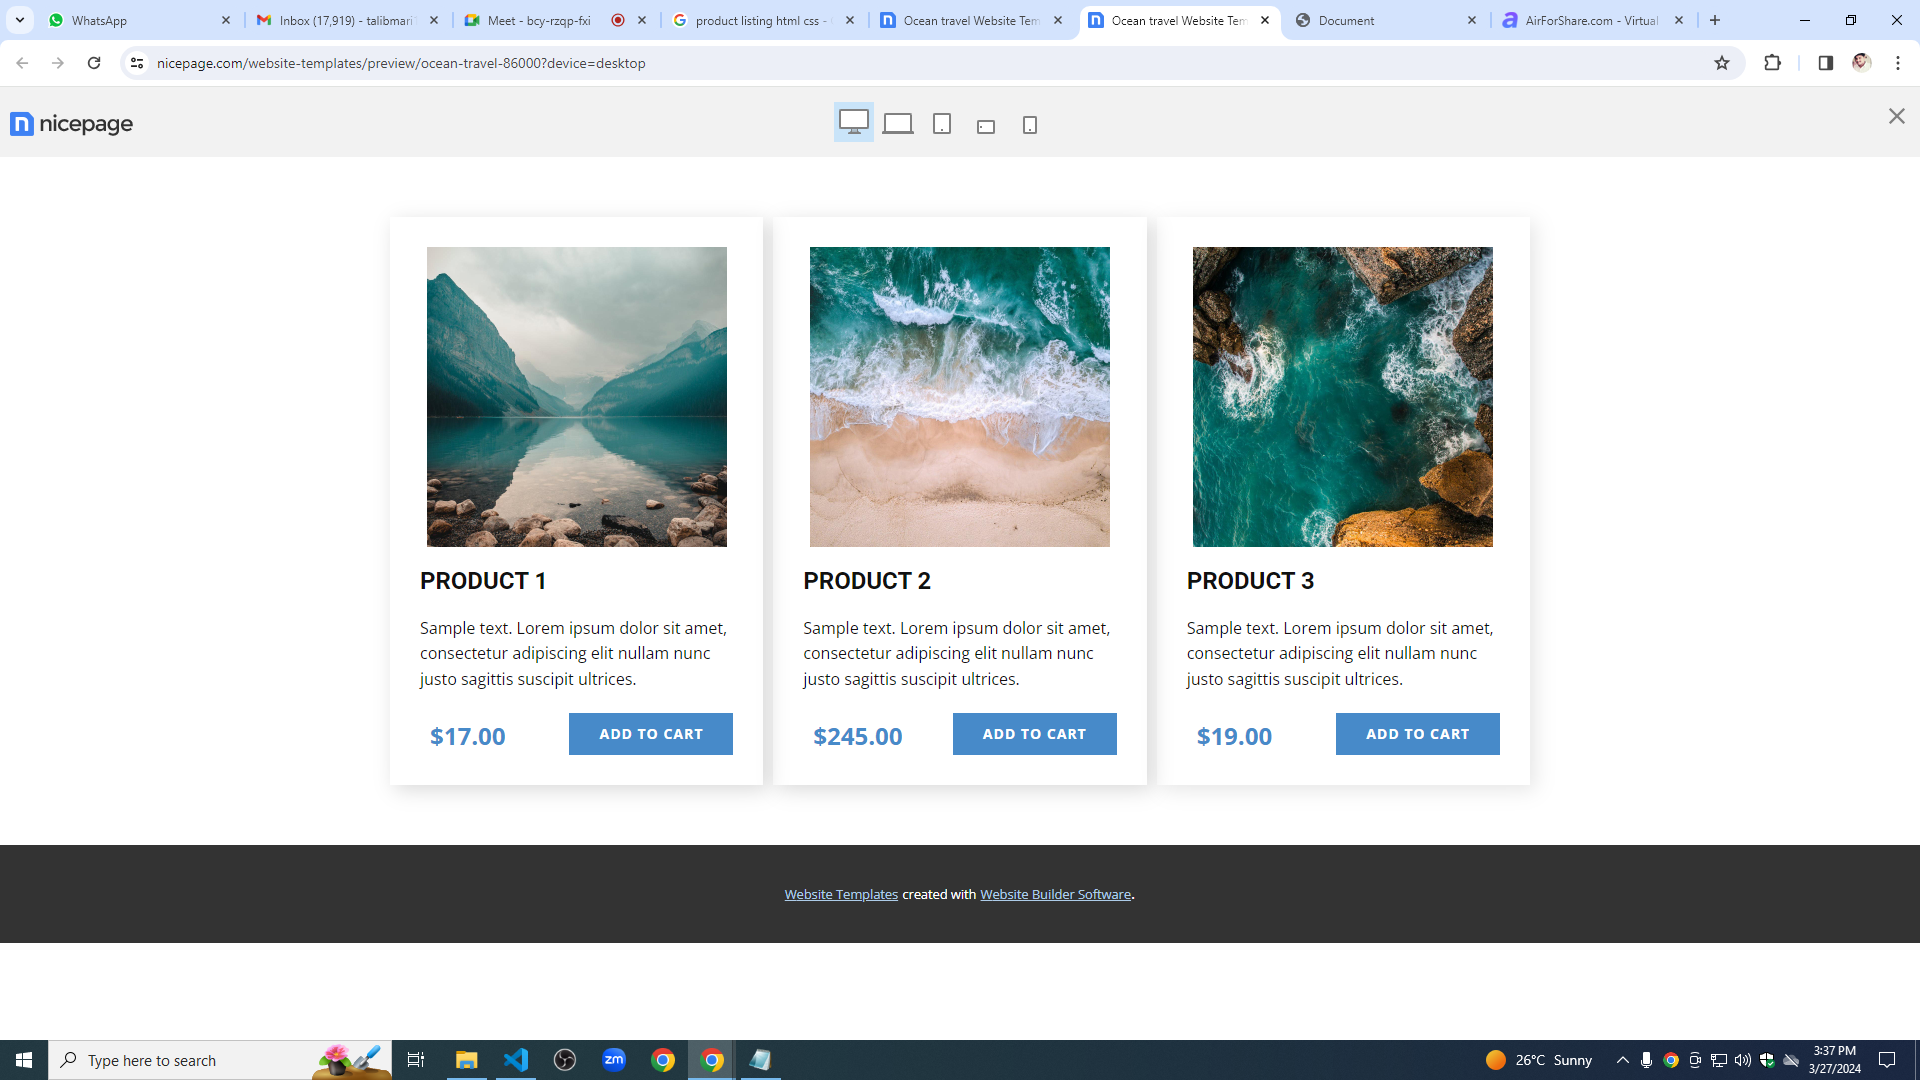 WhatsApp
Inbox (17,919) - talibmari
Meet - bcy-rzqp-fxi
product listing html css -
Ocean travel Website Tem
Ocean travel Website Tem
Document
AirForShare.com - Virtual
nicepage.com/website-templates/preview/ocean-travel-86000?device=desktop
nicepage
PRODUCT 1
Sample text. Lorem ipsum dolor sit amet,
consectetur adipiscing elit nullam nunc
justo sagittis suscipit ultrices.
$17.00
ADD TO CART
PRODUCT 2
Sample text. Lorem ipsum dolor sit amet,
consectetur adipiscing elit nullam nunc
justo sagittis suscipit ultrices.
$245.00
ADD TO CART
PRODUCT 3
Sample text. Lorem ipsum dolor sit amet,
consectetur adipiscing elit nullam nunc
justo sagittis suscipit ultrices.
$19.00
ADD TO CART
Website Templates created with Website Builder Software.
Type here to search
zm
26°C Sunny
3:37 PM
3/27/2024